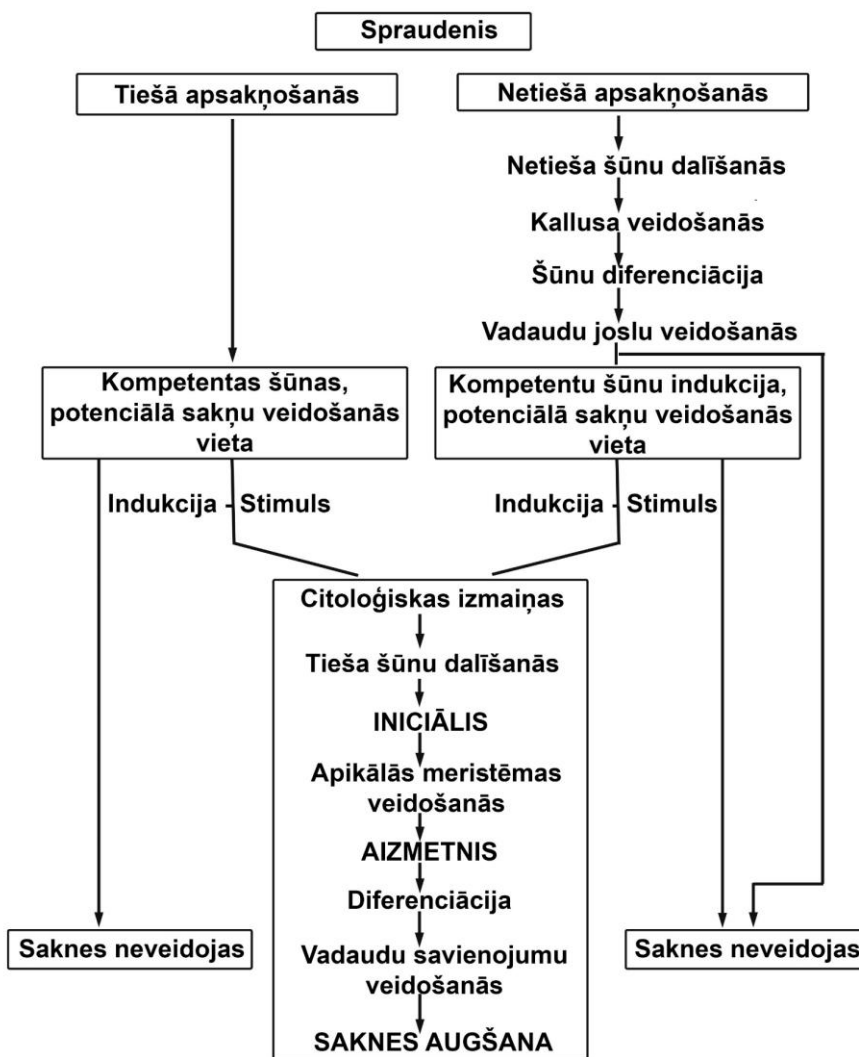 Spraudenis
Tiešā apsakņošanās
Netiešā apsakņošanās
Netieša šūnu dalīšanās
Kallusa veidošanās
Šūnu diferenciācija
Vadaudu joslu veidošanās
Kompetentas šūnas,
potenciālā sakņu veidošanās
vieta
Kompetentu šūnu indukcija,
potenciālā sakņu veidošanās
vieta
Indukcija - Stimuls
Indukcija - Stimuls
Citoloģiskas izmaiņas
Tieša šūnu dalīšanās
INICIĀLIS
Apikālās meristēmas
veidošanās
AIZMETNIS
Diferenciācija
Vadaudu savienojumu
veidošanās
SAKNES AUGŠANA
Saknes neveidojas
Saknes neveidojas